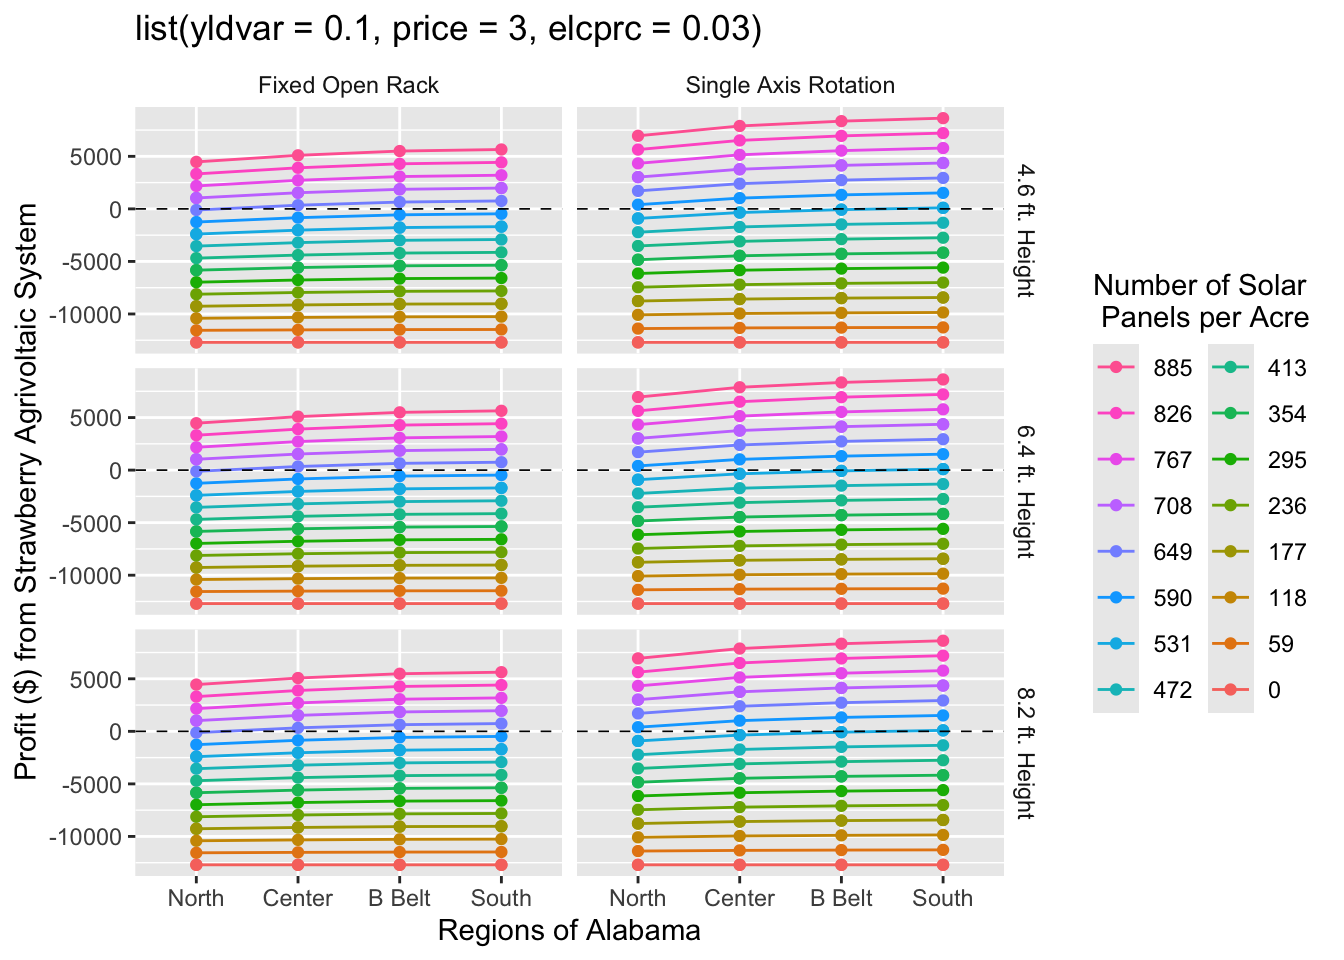 list(yldvar = 0.1, price = 3, elcprc = 0.03)
Fixed Open Rack
Single Axis Rotation
Profit ($) from Strawberry Agrivoltaic System
5000
0
-5000
-10000
4.6 ft. Height
5000
0
-5000
-10000
6.4 ft. Height
5000
0
-5000
-10000
8.2 ft. Height
North Center B Belt South
North Center B Belt South
Regions of Alabama
Number of Solar
Panels per Acre
885
826
767
708
649
590
531
472
413
354
295
236
177
118
59
0